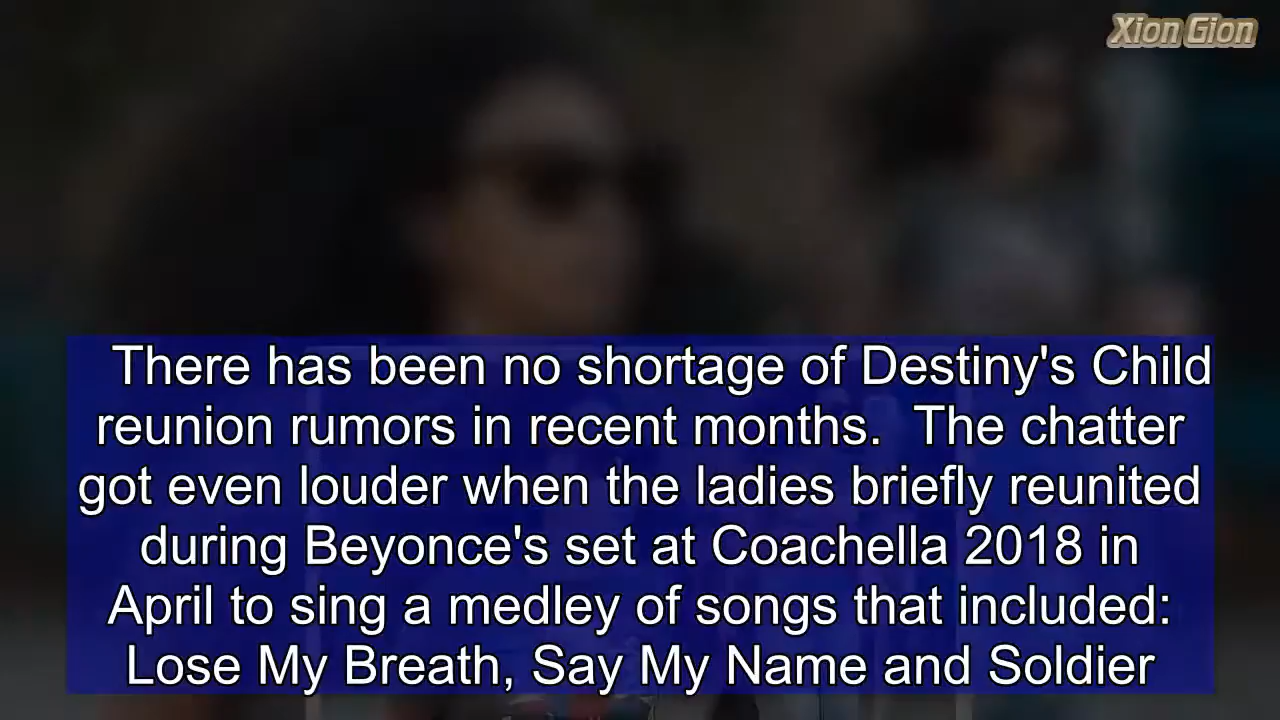 Xion Gion
There has been no shortage of Destiny's Child
reunion rumors in recent months.  The chatter
got even louder when the ladies briefly reunited
during Beyonce's set at Coachella 2018 in
April to sing a medley of songs that included:
Lose My Breath, Say My Name and Soldier